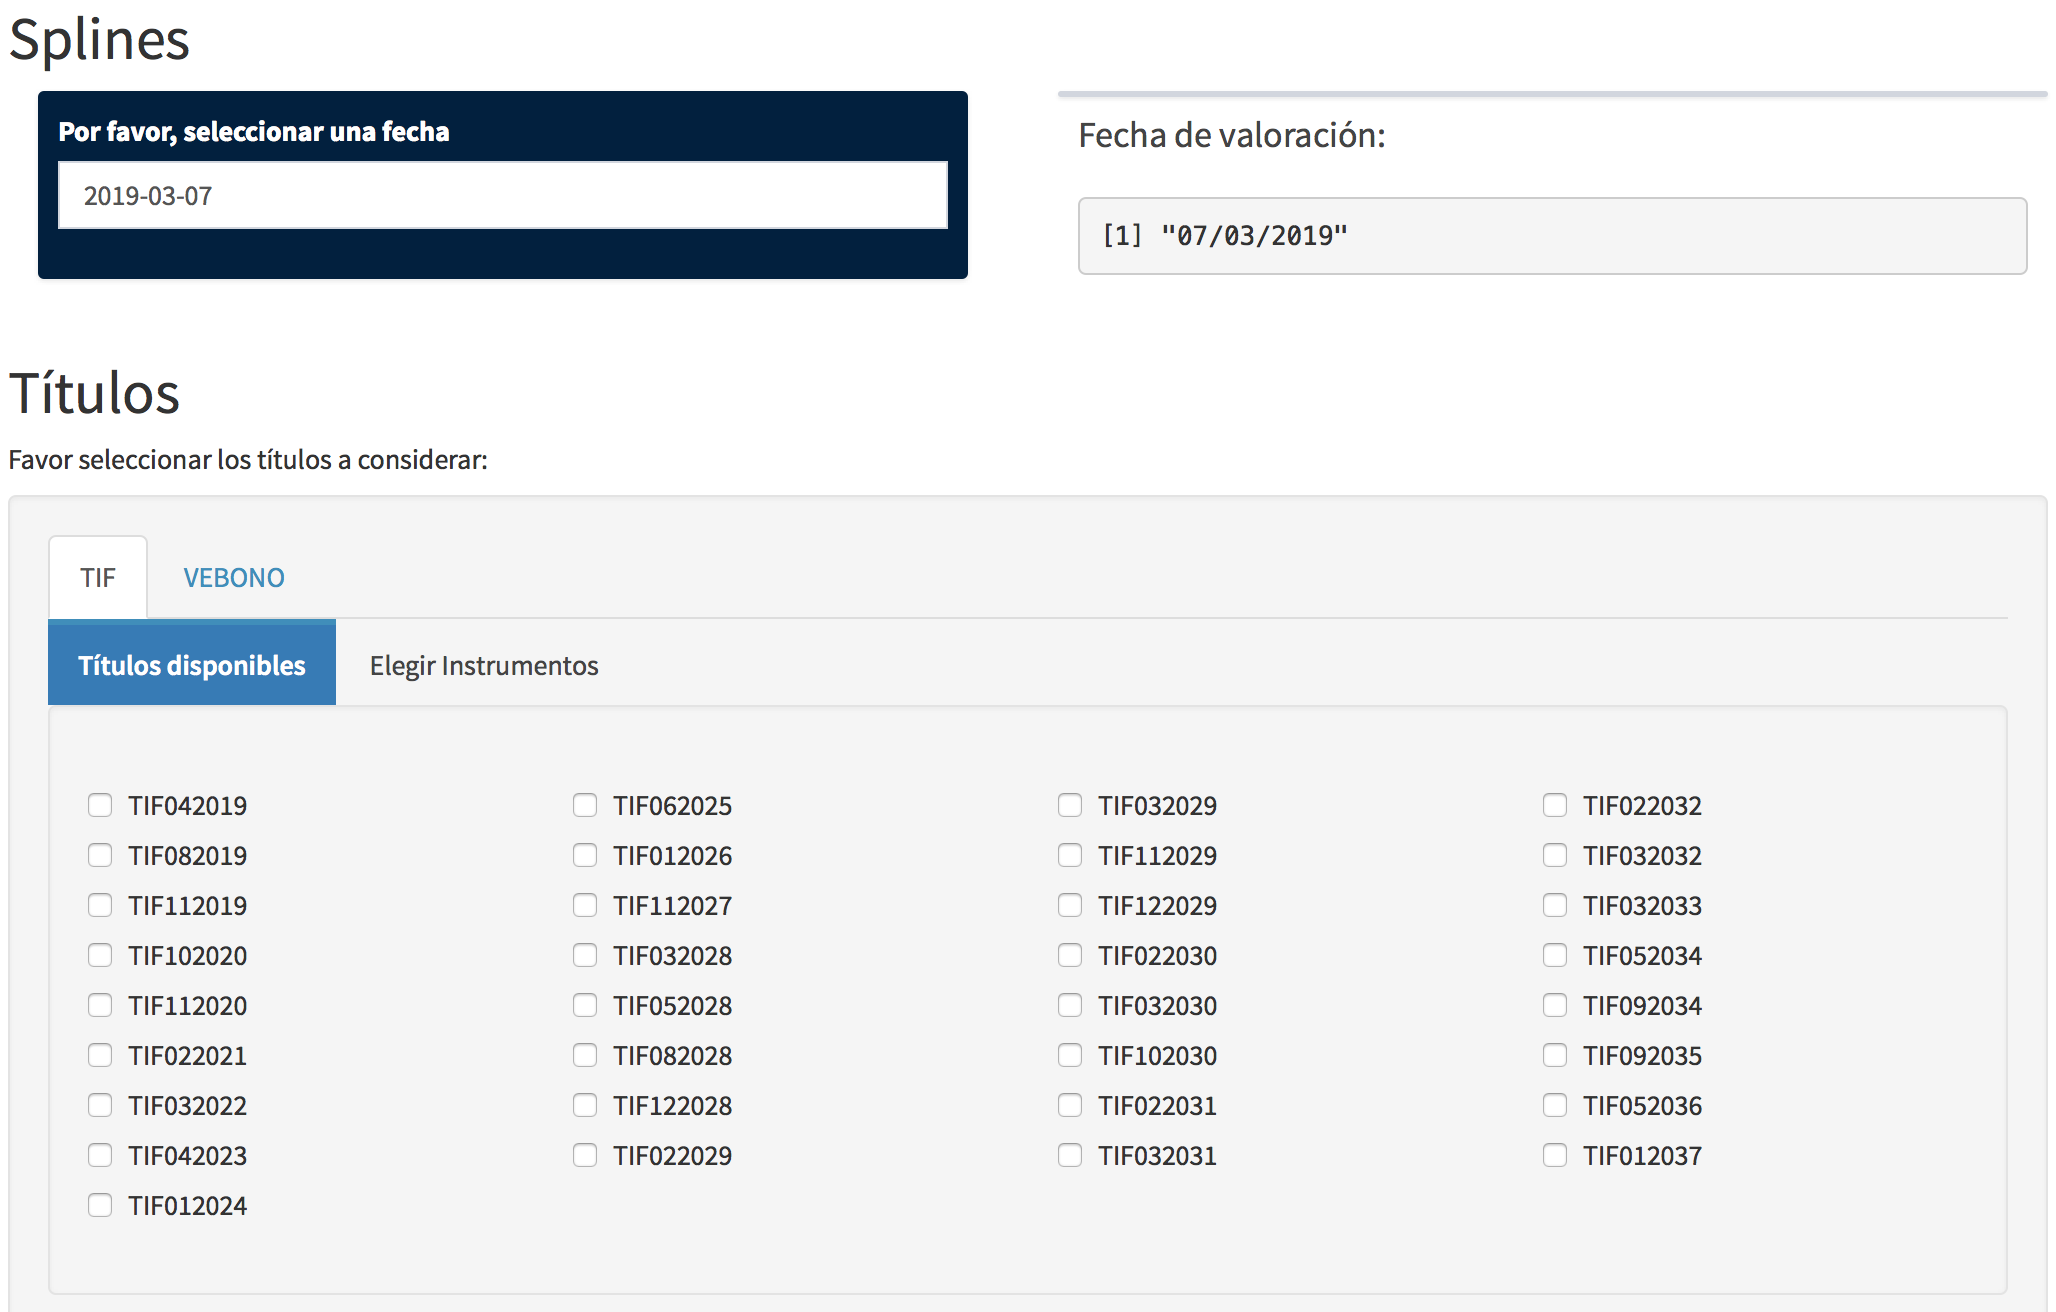 Splines
Por favor, seleccionar una fecha
2019-03-07
Fecha de valoración:
[1] "07/03/2019"
Títulos
Favor seleccionar los títulos a considerar:
TIF VEBONO
Títulos disponibles Elegir Instrumentos
TIF042019 TIF062025 TIF032029 TIF022032
TIF082019 TIF012026 TIF112029 TIF032032
TIF112019 TIF112027 TIF122029 TIF032033
TIF102020 TIF032028 TIF022030 TIF052034
TIF112020 TIF052028 TIF032030 TIF092034
TIF022021 TIF082028 TIF102030 TIF092035
TIF032022 TIF122028 TIF022031 TIF052036
TIF042023 TIF022029 TIF032031 TIF012037
TIF012024